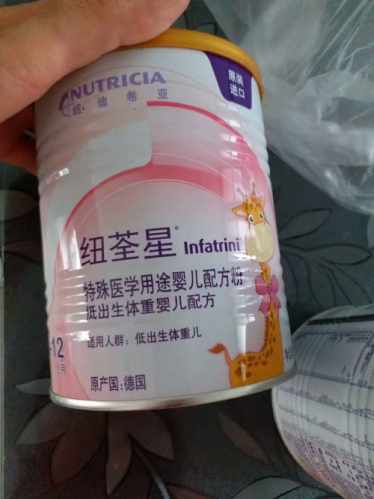 NUTRICIA
纽迪希亚
原装
进口
纽荃星 Infatrini
特殊医学用途婴儿配方粉
低出生体重婴儿配方
适用人群：低出生体重儿
12
原产国：德国